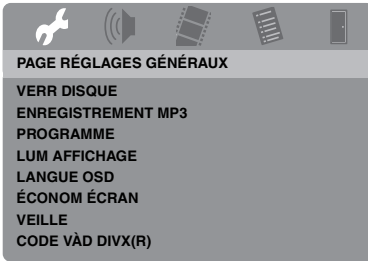 PAGE RÉGLAGES GÉNÉRAUX
VERR DISQUE
ENREGISTREMENT MP3
PROGRAMME
LUM AFFICHAGE
LANGUE OSD
ÉCONOM ÉCRAN
VEILLE
CODE VÀD DIVX(R)